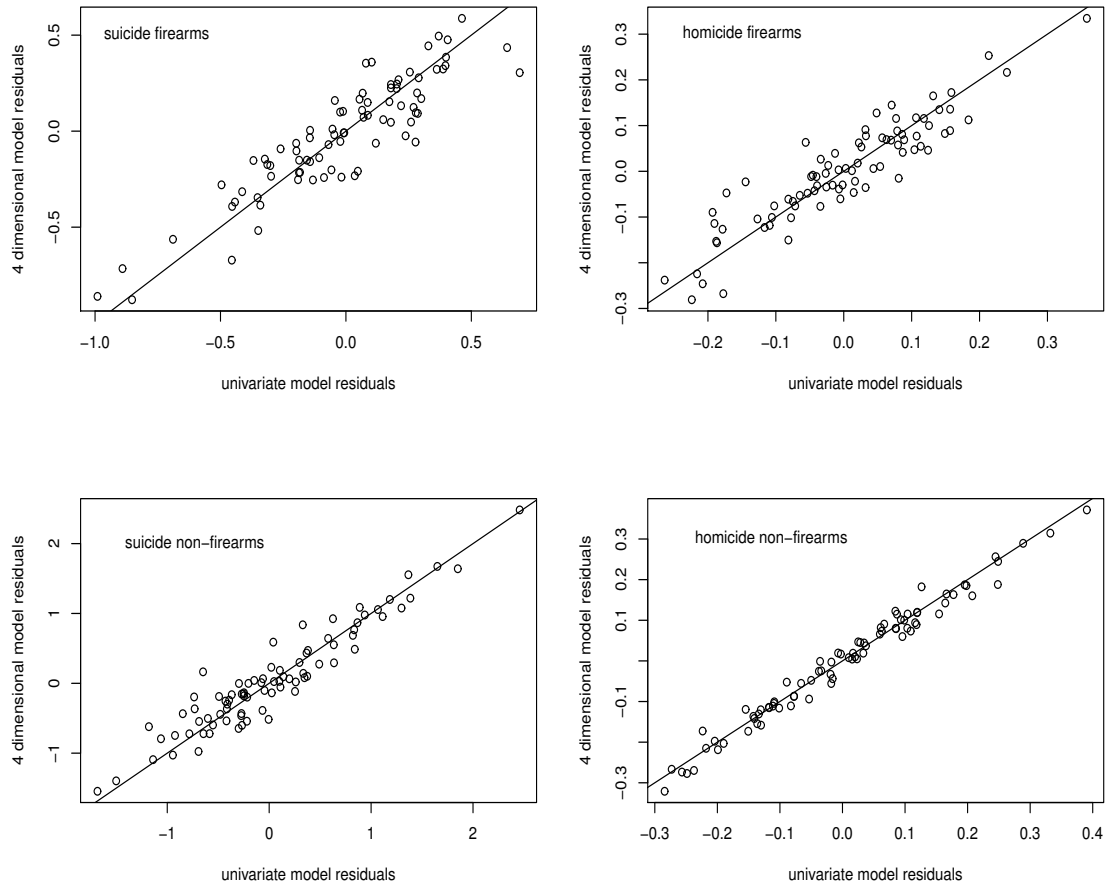 suicide firearms
4 dimensional model residuals
0.5
0.0
−0.5
−1.0 −0.5 0.0 0.5
univariate model residuals
homicide firearms
4 dimensional model residuals
0.3
0.2
0.1
0.0
−0.1
−0.3
−0.2 −0.1 0.0 0.1 0.2 0.3
univariate model residuals
suicide non−firearms
4 dimensional model residuals
2
1
0
−1
−1 0 1 2
univariate model residuals
homicide non−firearms
4 dimensional model residuals
0.3
0.2
0.1
−0.1
−0.3
−0.3 −0.2 −0.1 0.0 0.1 0.2 0.3 0.4
univariate model residuals